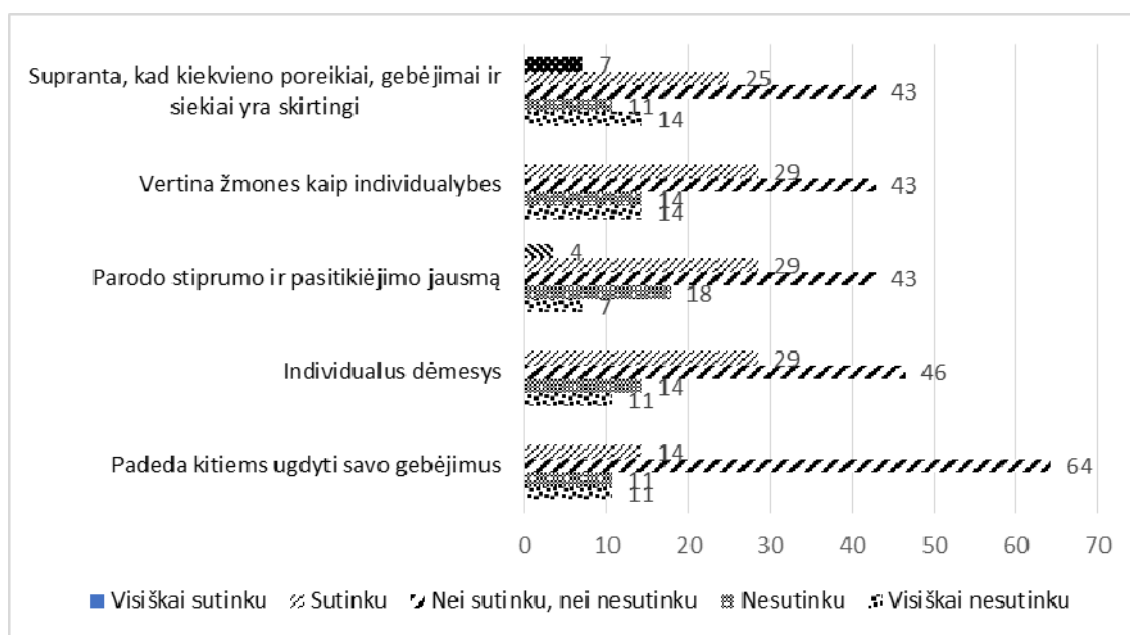 Supranta, kad kiekvieno poreikiai, gebėjimai ir
siekiai yra skirtingi
7
25
43
11
14
Vertina žmones kaip individualybes
29
43
14
14
Parodo stiprumo ir pasitikiėjimo jausmą
4
29
43
18
7
Individualus dėmesys
29
46
14
11
Padeda kitiems ugdyti savo gebėjimus
14
64
11
11
0 10 20 30 40 50 60 70
Visiškai sutinku Sutinku Nei sutinku, nei nesutinku Nesutinku Visiškai nesutinku